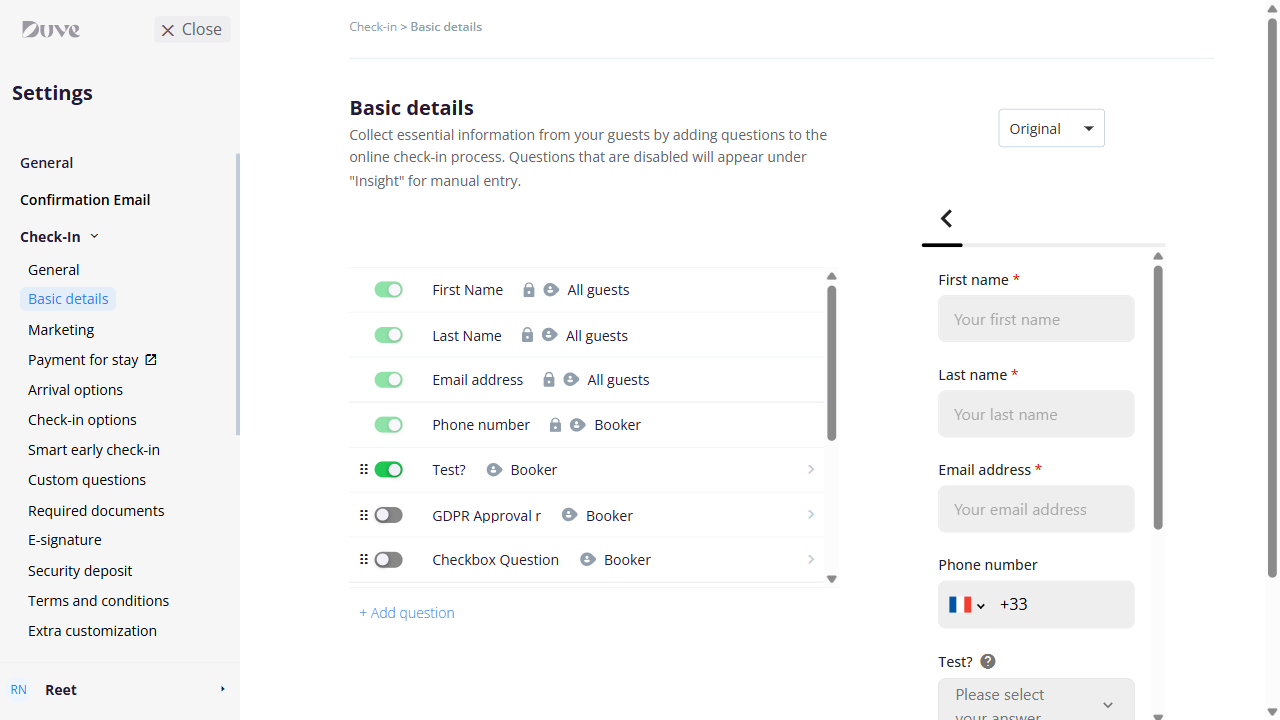 Duve
Close
Settings
General
Confirmation Email
Check-In
General
Basic details
Marketing
Payment for stay
Arrival options
Check-in options
Smart early check-in
Custom questions
Required documents
E-signature
Security deposit
Terms and conditions
Extra customization
RN Reet
Check-in > Basic details
Basic details
Collect essential information from your guests by adding questions to the
online check-in process. Questions that are disabled will appear under
"Insight" for manual entry.
First Name All guests
Last Name All guests
Email address All guests
Phone number Booker
Test? Booker
GDPR Approval r Booker
Checkbox Question Booker
+ Add question
Original
First name *
Your first name
Last name *
Your last name
Email address *
Your email address
Phone number
+33
Test? ?
Please select
your answer